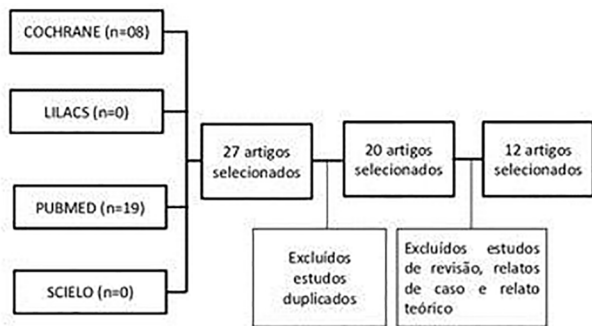 COCHRANE (n=08)
LILACS (n=0)
PUBMED (n=19)
SCIELO (n=0)
27 artigos
selecionados
20 artigos
selecionados
12 artigos
selecionados
Excluídos
estudos
duplicados
Excluídos estudos
de revisão, relatos
de caso e relato
teórico